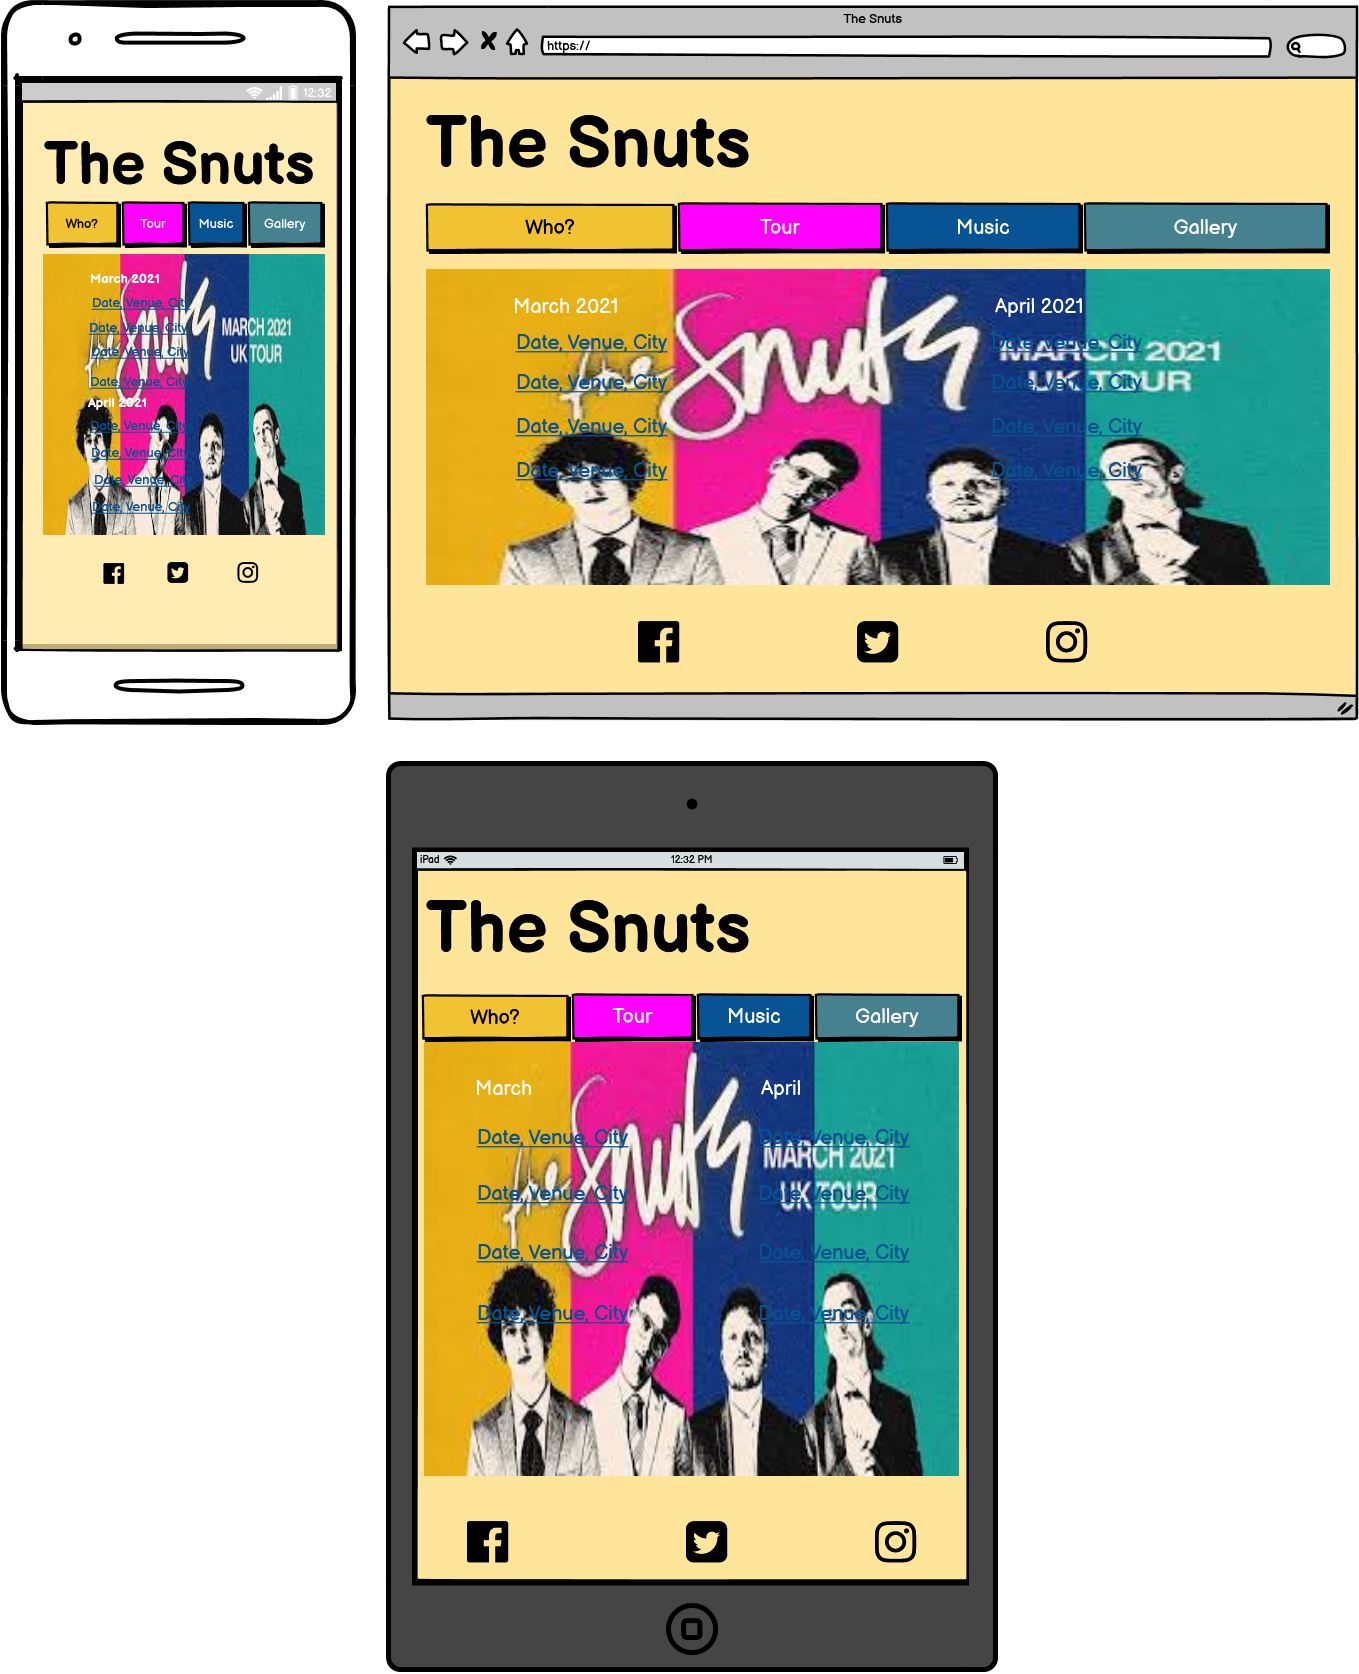 12:32
The Snuts
Who? Tour Music Gallery
March 2021
Date, Venue, City
Date, Venue, City
Date, Venue, City
Date, Venue, City
April 2021
Date, Venue, City
Date, Venue, City
Date, Venue, City
Date, Venue, City
the Snuts
MARCH 2021
UK TOUR
The Snuts
https://
The Snuts
Who? Tour Music Gallery
March 2021 April 2021
Date, Venue, City Date, Venue, City
Date, Venue, City Date, Venue, City
Date, Venue, City Date, Venue, City
Date, Venue, City Date, Venue, City
the Snuts
MARCH 2021
UK TOUR
iPad 12:32 PM
The Snuts
Who? Tour Music Gallery
March April
Date, Venue, City Date, Venue, City
Date, Venue, City Date, Venue, City
Date, Venue, City Date, Venue, City
Date, Venue, City Date, Venue, City
the Snuts
MARCH 2021
UK TOUR